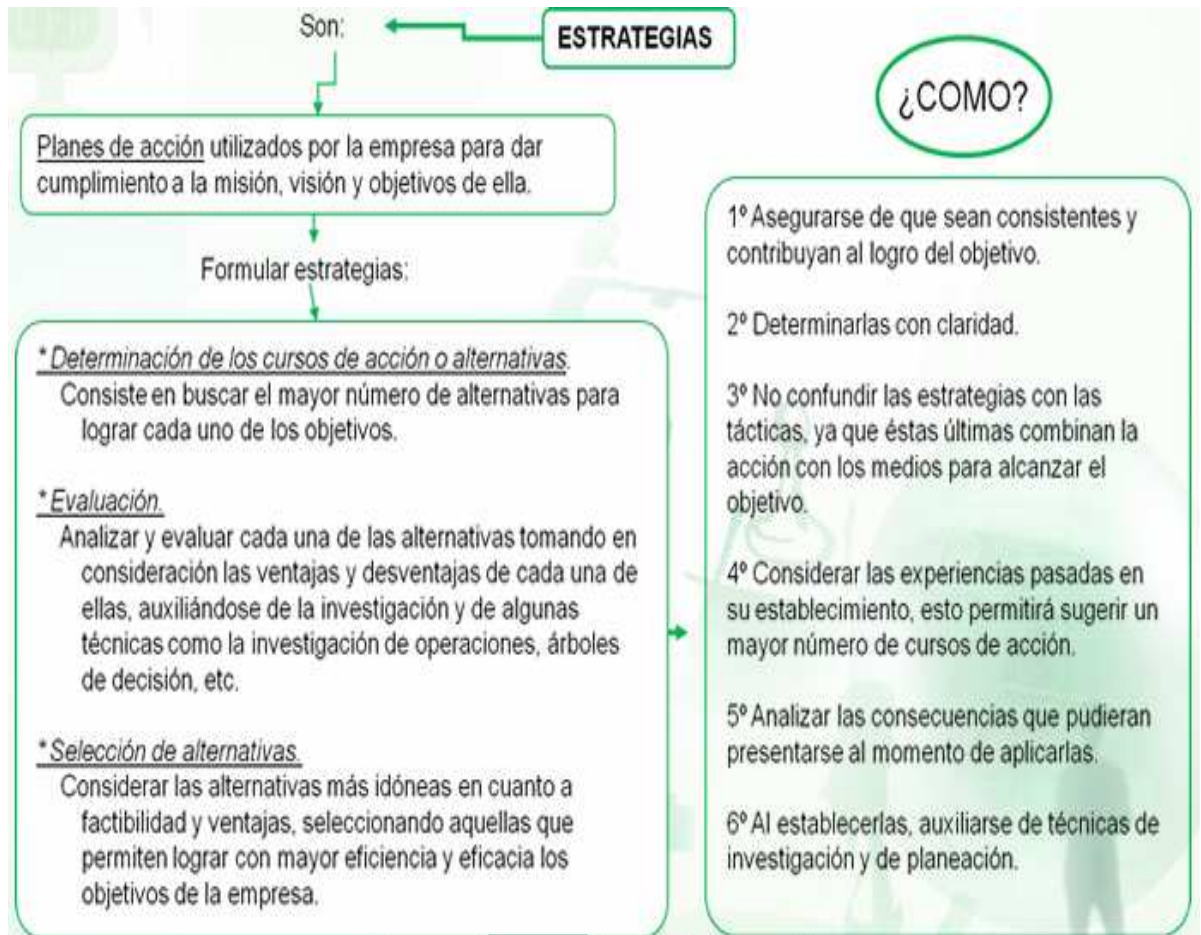 Son:
ESTRATEGIAS
Planes de acción utilizados por la empresa para dar
cumplimiento a la misión, visión y objetivos de ella.
Formular estrategias:
*Determinación de los cursos de acción o alternativas.
Consiste en buscar el mayor número de alternativas para
lograr cada uno de los objetivos.
*Evaluación.
Analizar y evaluar cada una de las alternativas tomando en
consideración las ventajas y desventajas de cada una de
ellas, auxiliándose de la investigación y de algunas
técnicas como la investigación de operaciones, árboles
de decisión, etc.
*Selección de alternativas.
Considerar las alternativas más idóneas en cuanto a
factibilidad y ventajas, seleccionando aquellas que
permiten lograr con mayor eficiencia y eficacia los
objetivos de la empresa.
¿COMO?
1º Asegurarse de que sean consistentes y
contribuyan al logro del objetivo.
2º Determinarlas con claridad.
3º No confundir las estrategias con las
tácticas, ya que éstas últimas combinan la
acción con los medios para alcanzar el
objetivo.
4º Considerar las experiencias pasadas en
su establecimiento, esto permitirá sugerir un
mayor número de cursos de acción.
5º Analizar las consecuencias que pudieran
presentarse al momento de aplicarlas.
6º Al establecerlas, auxiliarse de técnicas de
investigación y de planeación.